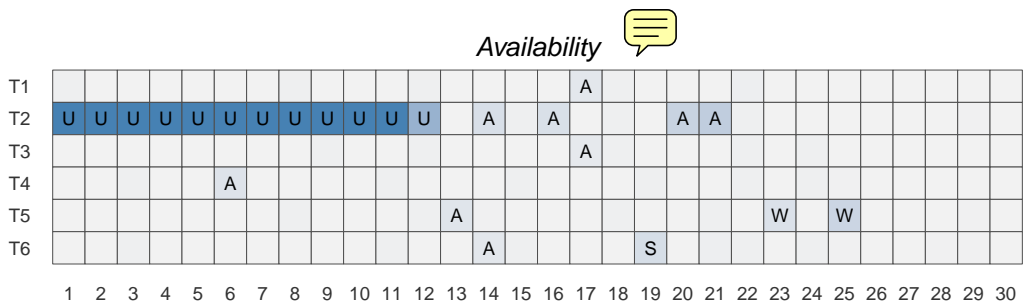 Availability
T1 A
T2 U U U U U U U U U U U U A A A A
T3 A
T4 A
T5 A W W
T6 A S
1 2 3 4 5 6 7 8 9 10 11 12 13 14 15 16 17 18 19 20 21 22 23 24 25 26 27 28 29 30